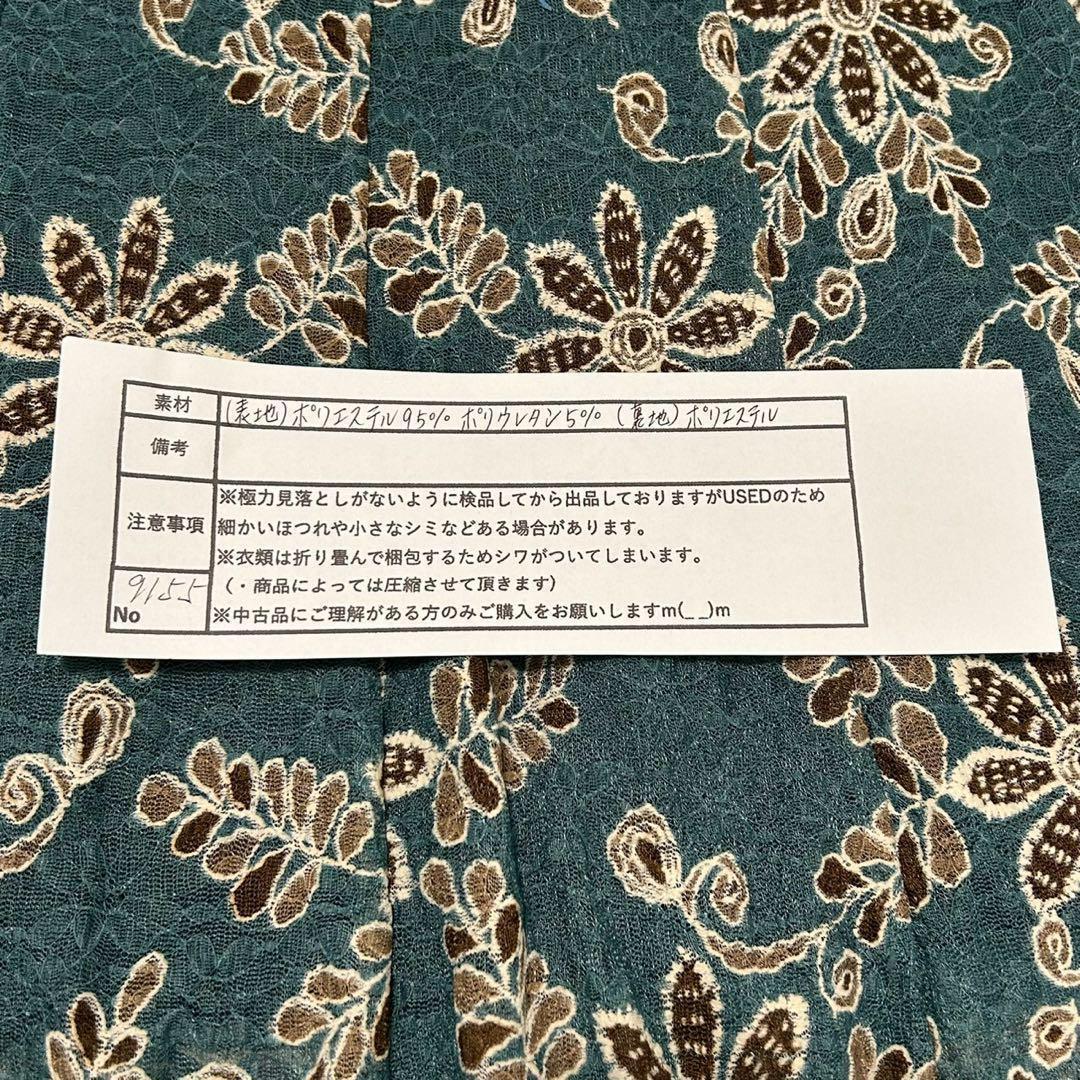 素材 (表地)ポリエステル95% ポリウレタン5% (裏地)ポリエステル
備考
注意事項
※極力見落としがないように検品してから出品しておりますがUSEDのため
細かいほつれや小さなシミなどある場合があります。
※衣類は折り畳んで梱包するためシワがついてしまいます。
(・商品によっては圧縮させて頂きます)
※中古品にご理解がある方のみご購入をお願いしますm(_ _)m
9155
No